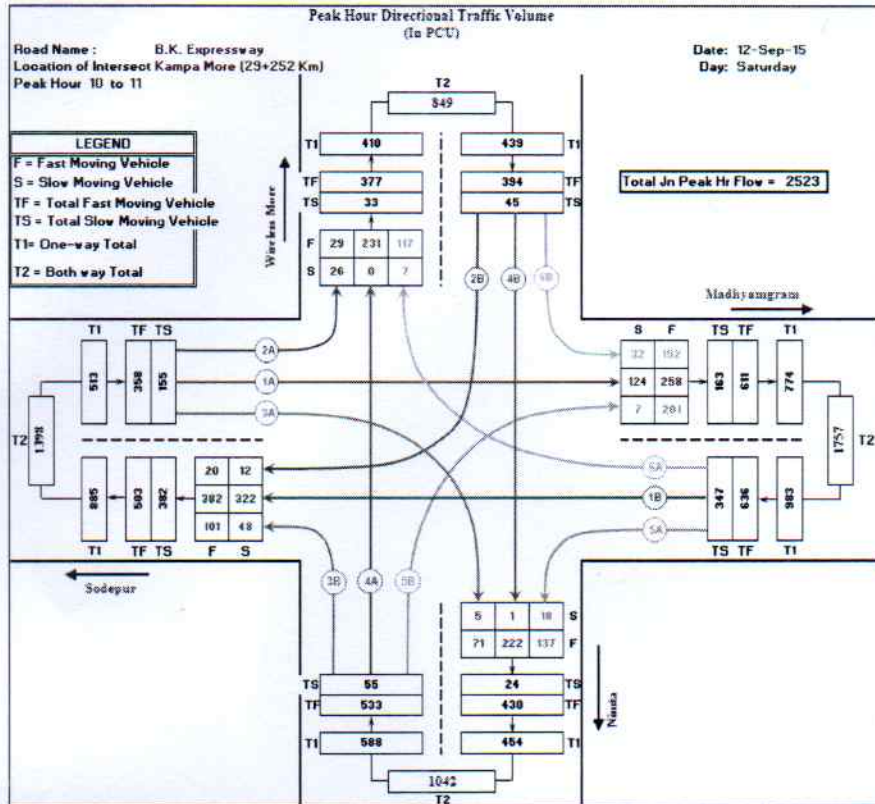 Peak Hour Directional Traffic Volume
(In PCU)
Road Name : B.K. Expressway
Date: 12-Sep-15
Location of Intersect Kampa More (29+252 Km)
Day: Saturday
Peak Hour 10 to 11
T2
849
T1 410 439 T1
LEGEND
F = Fast Moving Vehicle
S = Slow Moving Vehicle
TF = Total Fast Moving Vehicle
TS = Total Slow Moving Vehicle
T1= One-way Total
T2 = Both way Total
TF 377 394 TF
TS 33 45 TS
Total Jn Peak Hr Flow = 2523
Wireless More
F 29 231 117
S 26 0 7
2B 4B 6B
Madhyamgram
T1 TF TS
S F TS TF T1
513 358 155
2A
1A
3A
32 192
124 258
7 201
163 611 774
T2 1398
1757 T2
885 503 382
20 12
382 322
101 48
6A
1B
5A
347 636 983
T1 TF TS F S
TS TF T1
Sodepur
3B 4A 5B
5 1 18 S
71 222 137 F
TS 55 24 TS
TF 533 430 TF
T1 588 454 T1
1042
T2